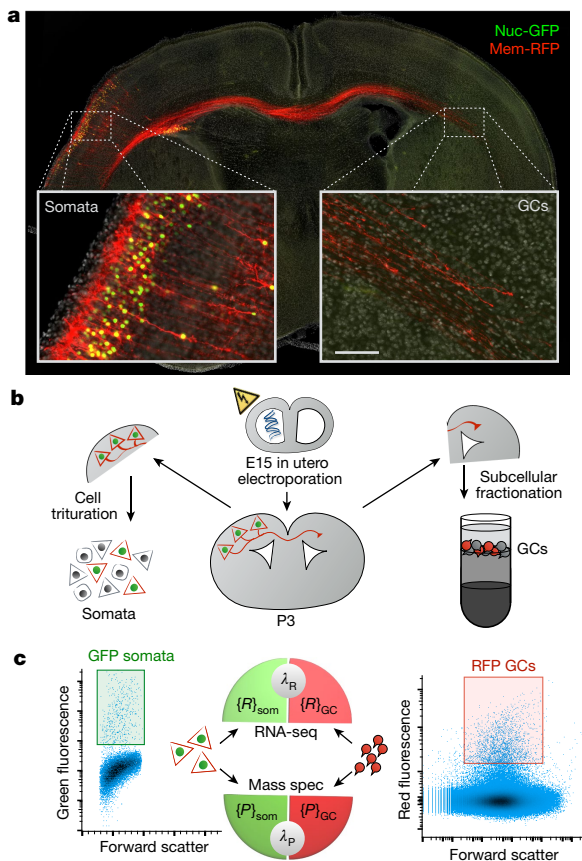 a
Nuc-GFP
Mem-RFP
Somata
GCs
b
E15 in utero
electroporation
Cell
trituration
Subcellular
fractionation
GCs
Somata
P3
c
GFP somata
RFP GCs
λR
{R}som
{R}GC
RNA-seq
Mass spec
{P}som
{P}GC
λP
Green fluorescence
Red fluorescence
Forward scatter
Forward scatter